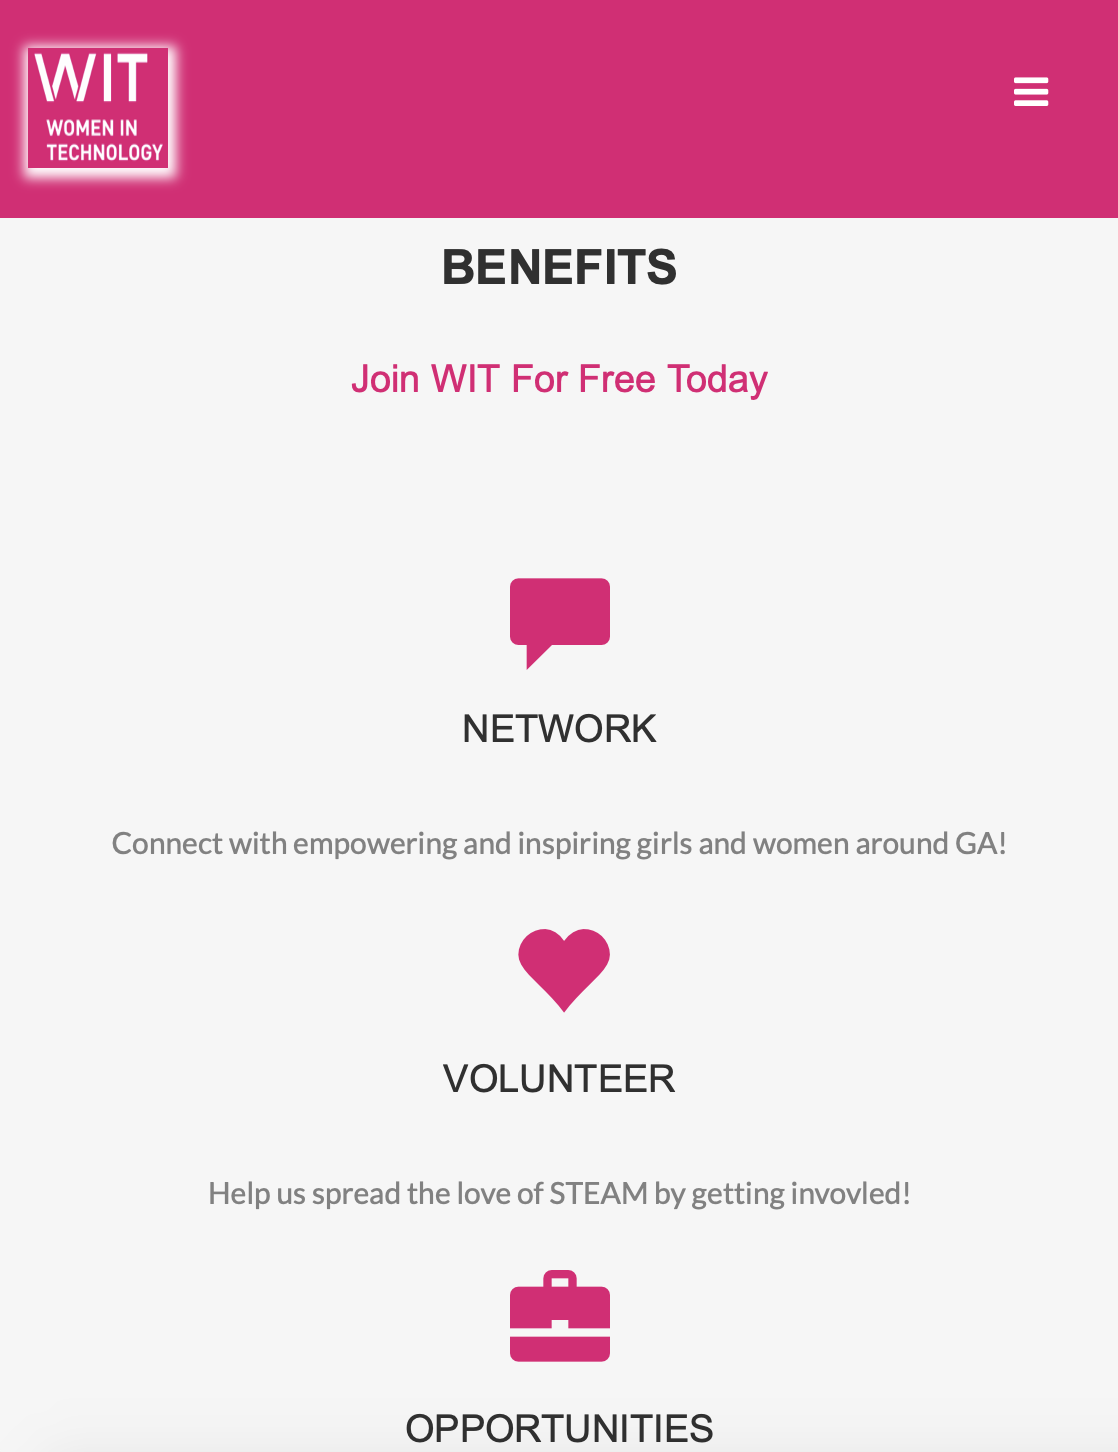 WIT
WOMEN IN
TECHNOLOGY
BENEFITS
Join WIT For Free Today
NETWORK
Connect with empowering and inspiring girls and women around GA!
VOLUNTEER
Help us spread the love of STEAM by getting invovled!
OPPORTUNITIES